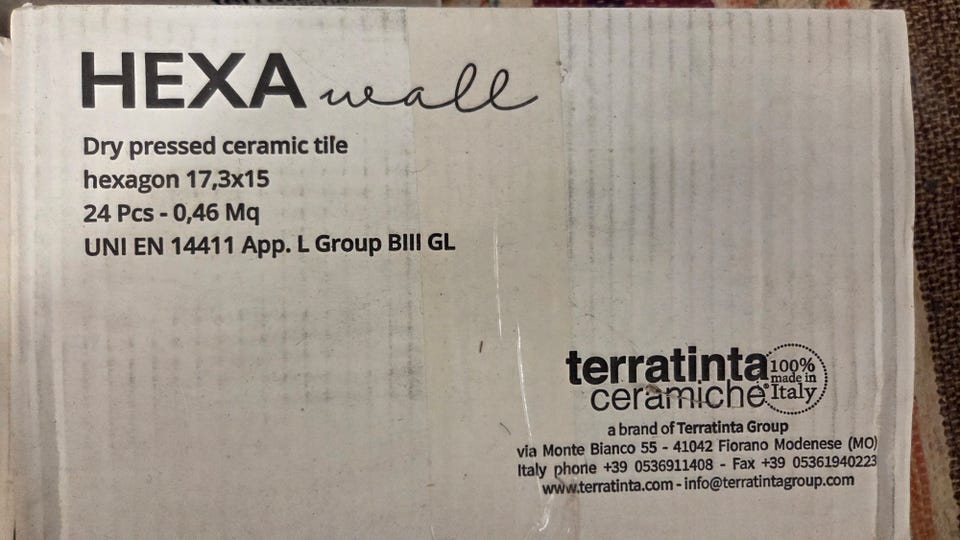 HEXA wall
Dry pressed ceramic tile
hexagon 17,3x15
24 Pcs - 0,46 Mq
UNI EN 14411 App. L Group BIII GL
terratinta
ceramiche®
100%
made in
Italy
a brand of Terratinta Group
via Monte Bianco 55 - 41042 Fiorano Modenese (MO)
Italy phone +39 0536911408 - Fax +39 05361940223
www.terratinta.com - info@terratintagroup.com